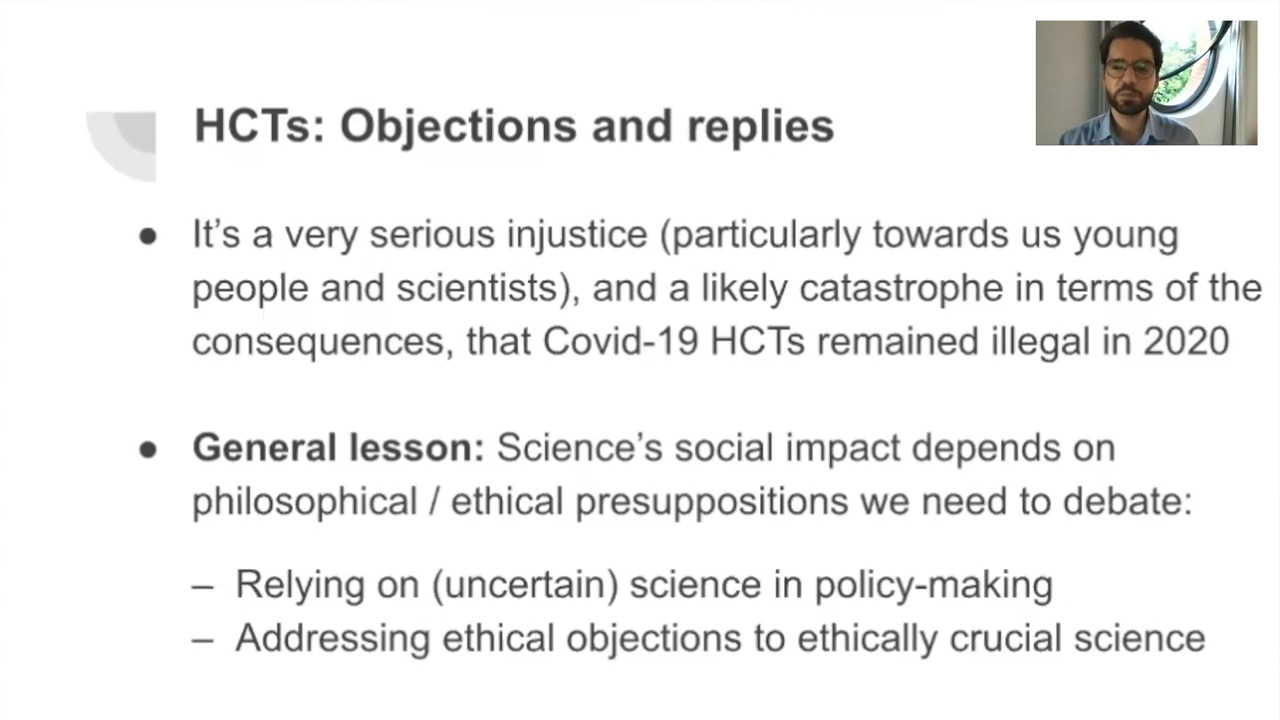 HCTs: Objections and replies
● It’s a very serious injustice (particularly towards us young
people and scientists), and a likely catastrophe in terms of the
consequences, that Covid-19 HCTs remained illegal in 2020
● General lesson: Science’s social impact depends on
philosophical / ethical presuppositions we need to debate:
– Relying on (uncertain) science in policy-making
– Addressing ethical objections to ethically crucial science